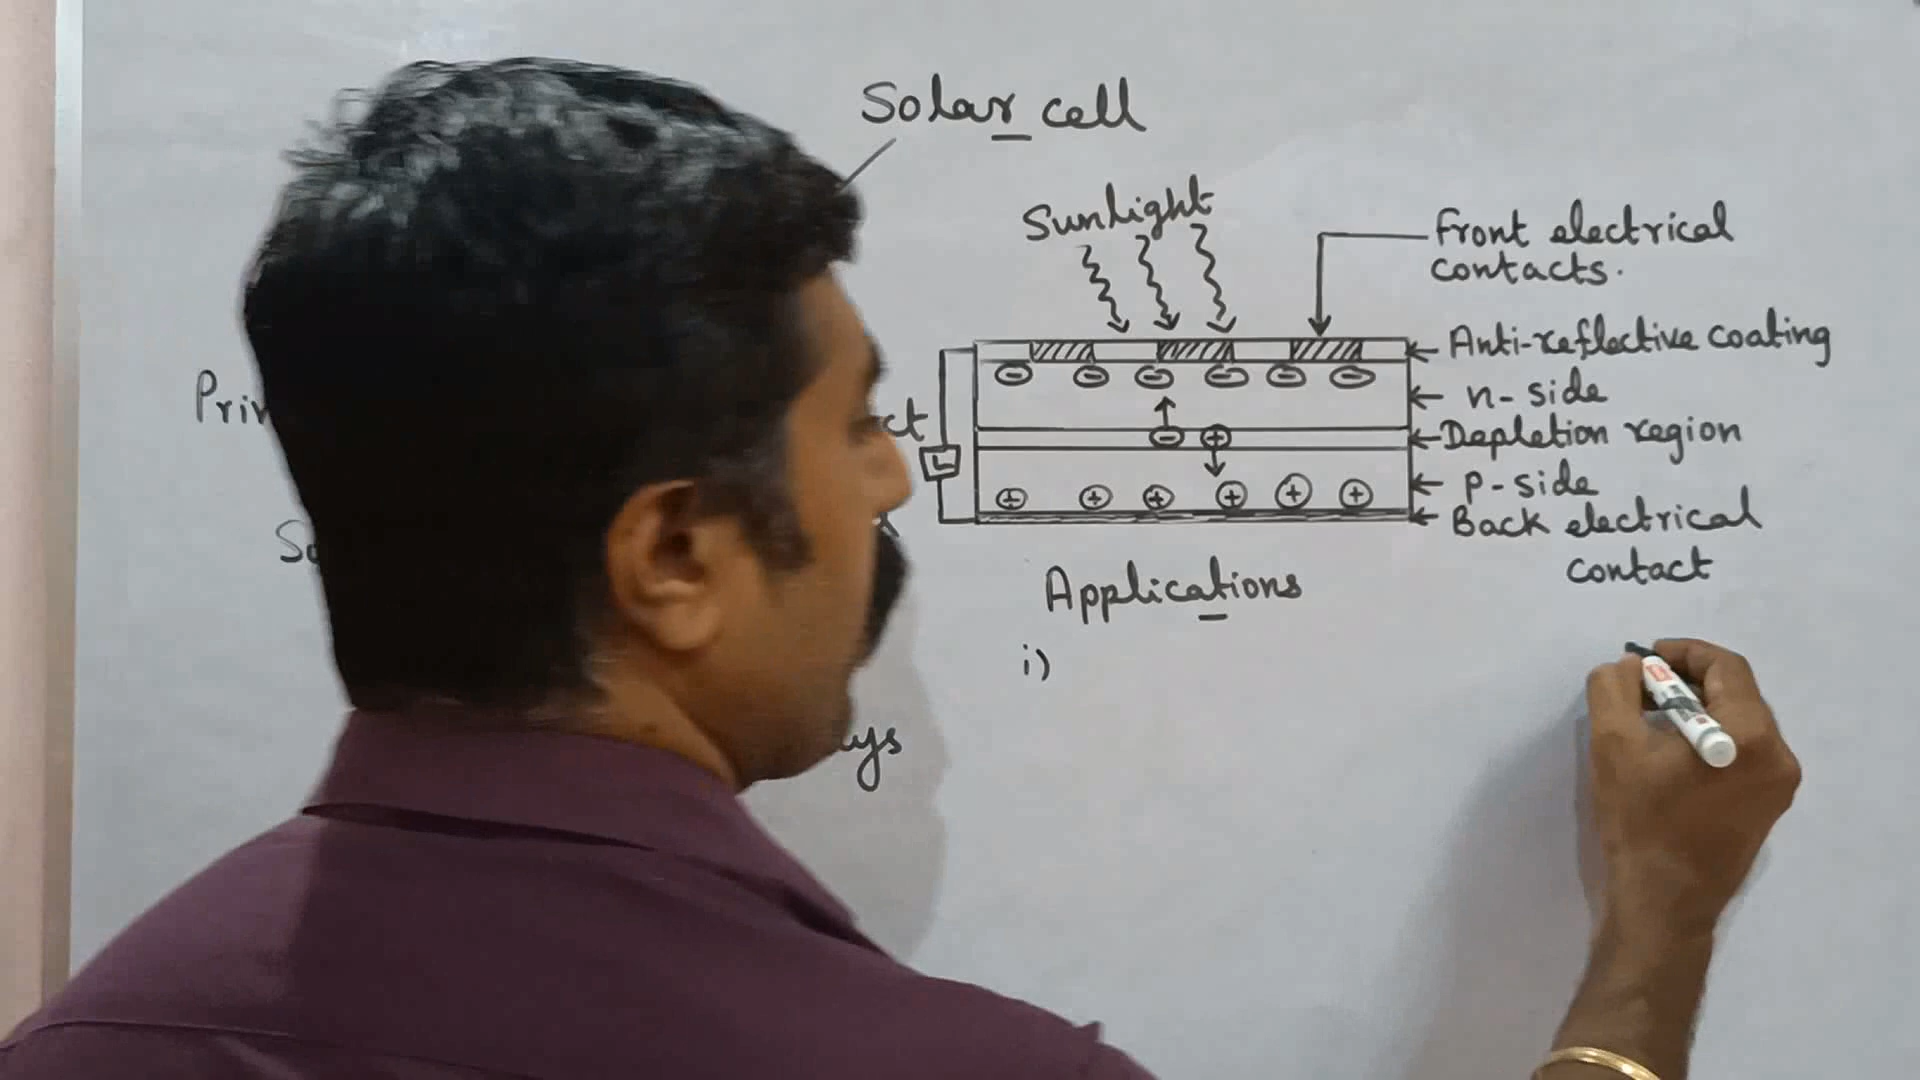 Solar cell
Sunlight
Front electrical
contacts.
Anti-reflective coating
n-side
Depletion region
L
p-side
Back electrical
contact
Applications
i)